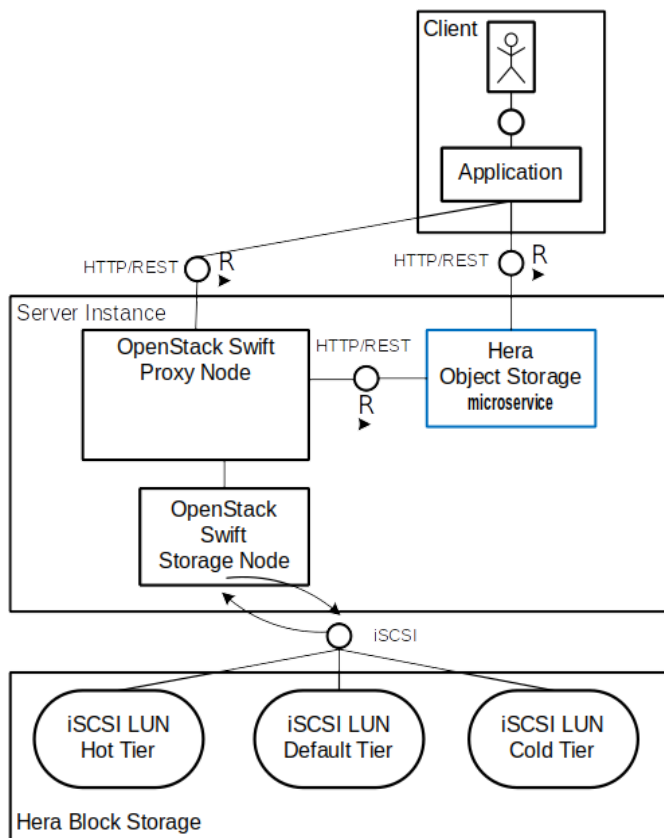 Client
Application
HTTP/REST
R
HTTP/REST
R
Server Instance
OpenStack Swift
Proxy Node
HTTP/REST
R
Hera
Object Storage
microservice
OpenStack
Swift
Storage Node
iSCSI
iSCSI LUN
Hot Tier
iSCSI LUN
Default Tier
iSCSI LUN
Cold Tier
Hera Block Storage